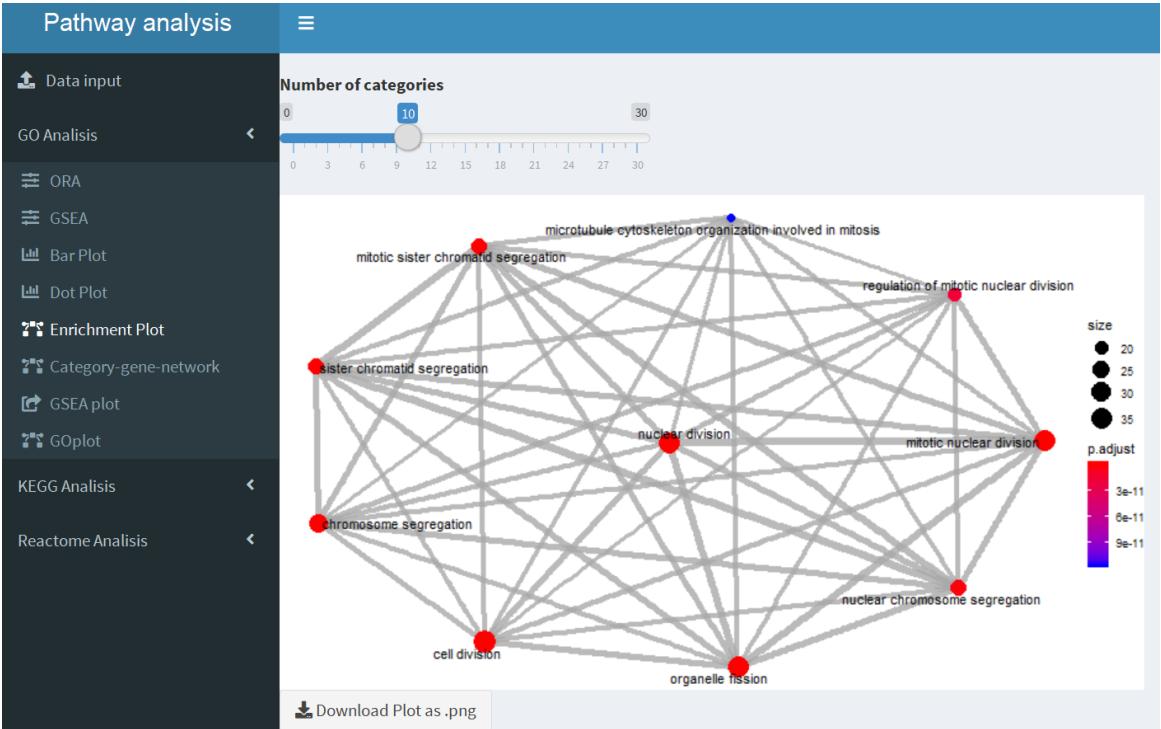 Pathway analysis
Data input
GO Analisis
ORA
GSEA
Bar Plot
Dot Plot
Enrichment Plot
Category-gene-network
GSEA plot
GOplot
KEGG Analisis
Reactome Analisis
Number of categories
0 10 30
0 3 6 9 12 15 18 21 24 27 30
microtubule cytoskeleton organization involved in mitosis
mitotic sister chromatid segregation
regulation of mitotic nuclear division
sister chromatid segregation
nuclear division
mitotic nuclear division
chromosome segregation
nuclear chromosome segregation
cell division
organelle fission
size
20
25
30
35
p.adjust
3e-11
6e-11
9e-11
Download Plot as .png